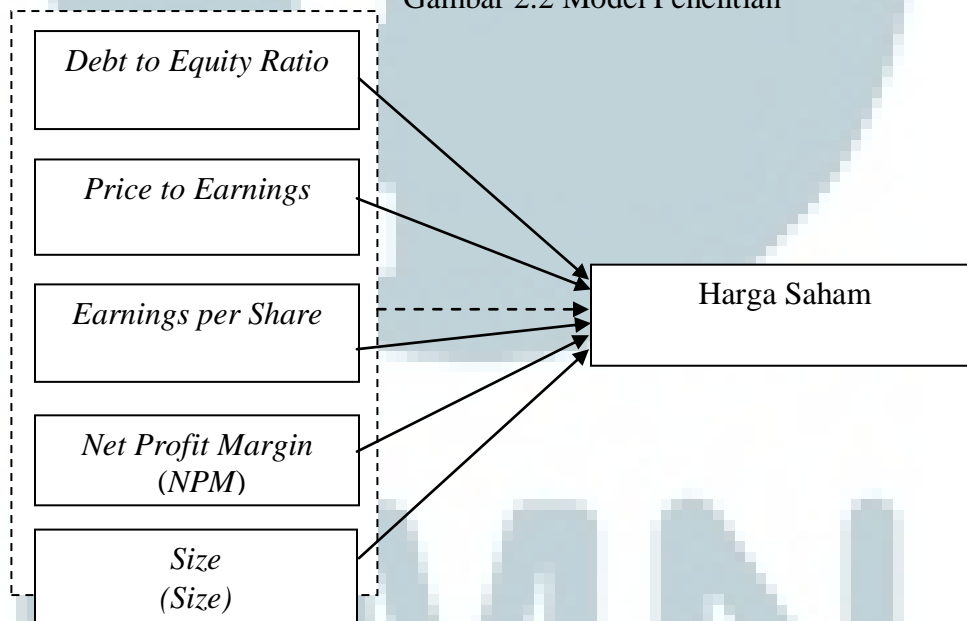 Gambar 2.2 Model Penelitian
Debt to Equity Ratio
Price to Earnings
Earnings per Share
Net Profit Margin
(NPM)
Size
(Size)
Harga Saham